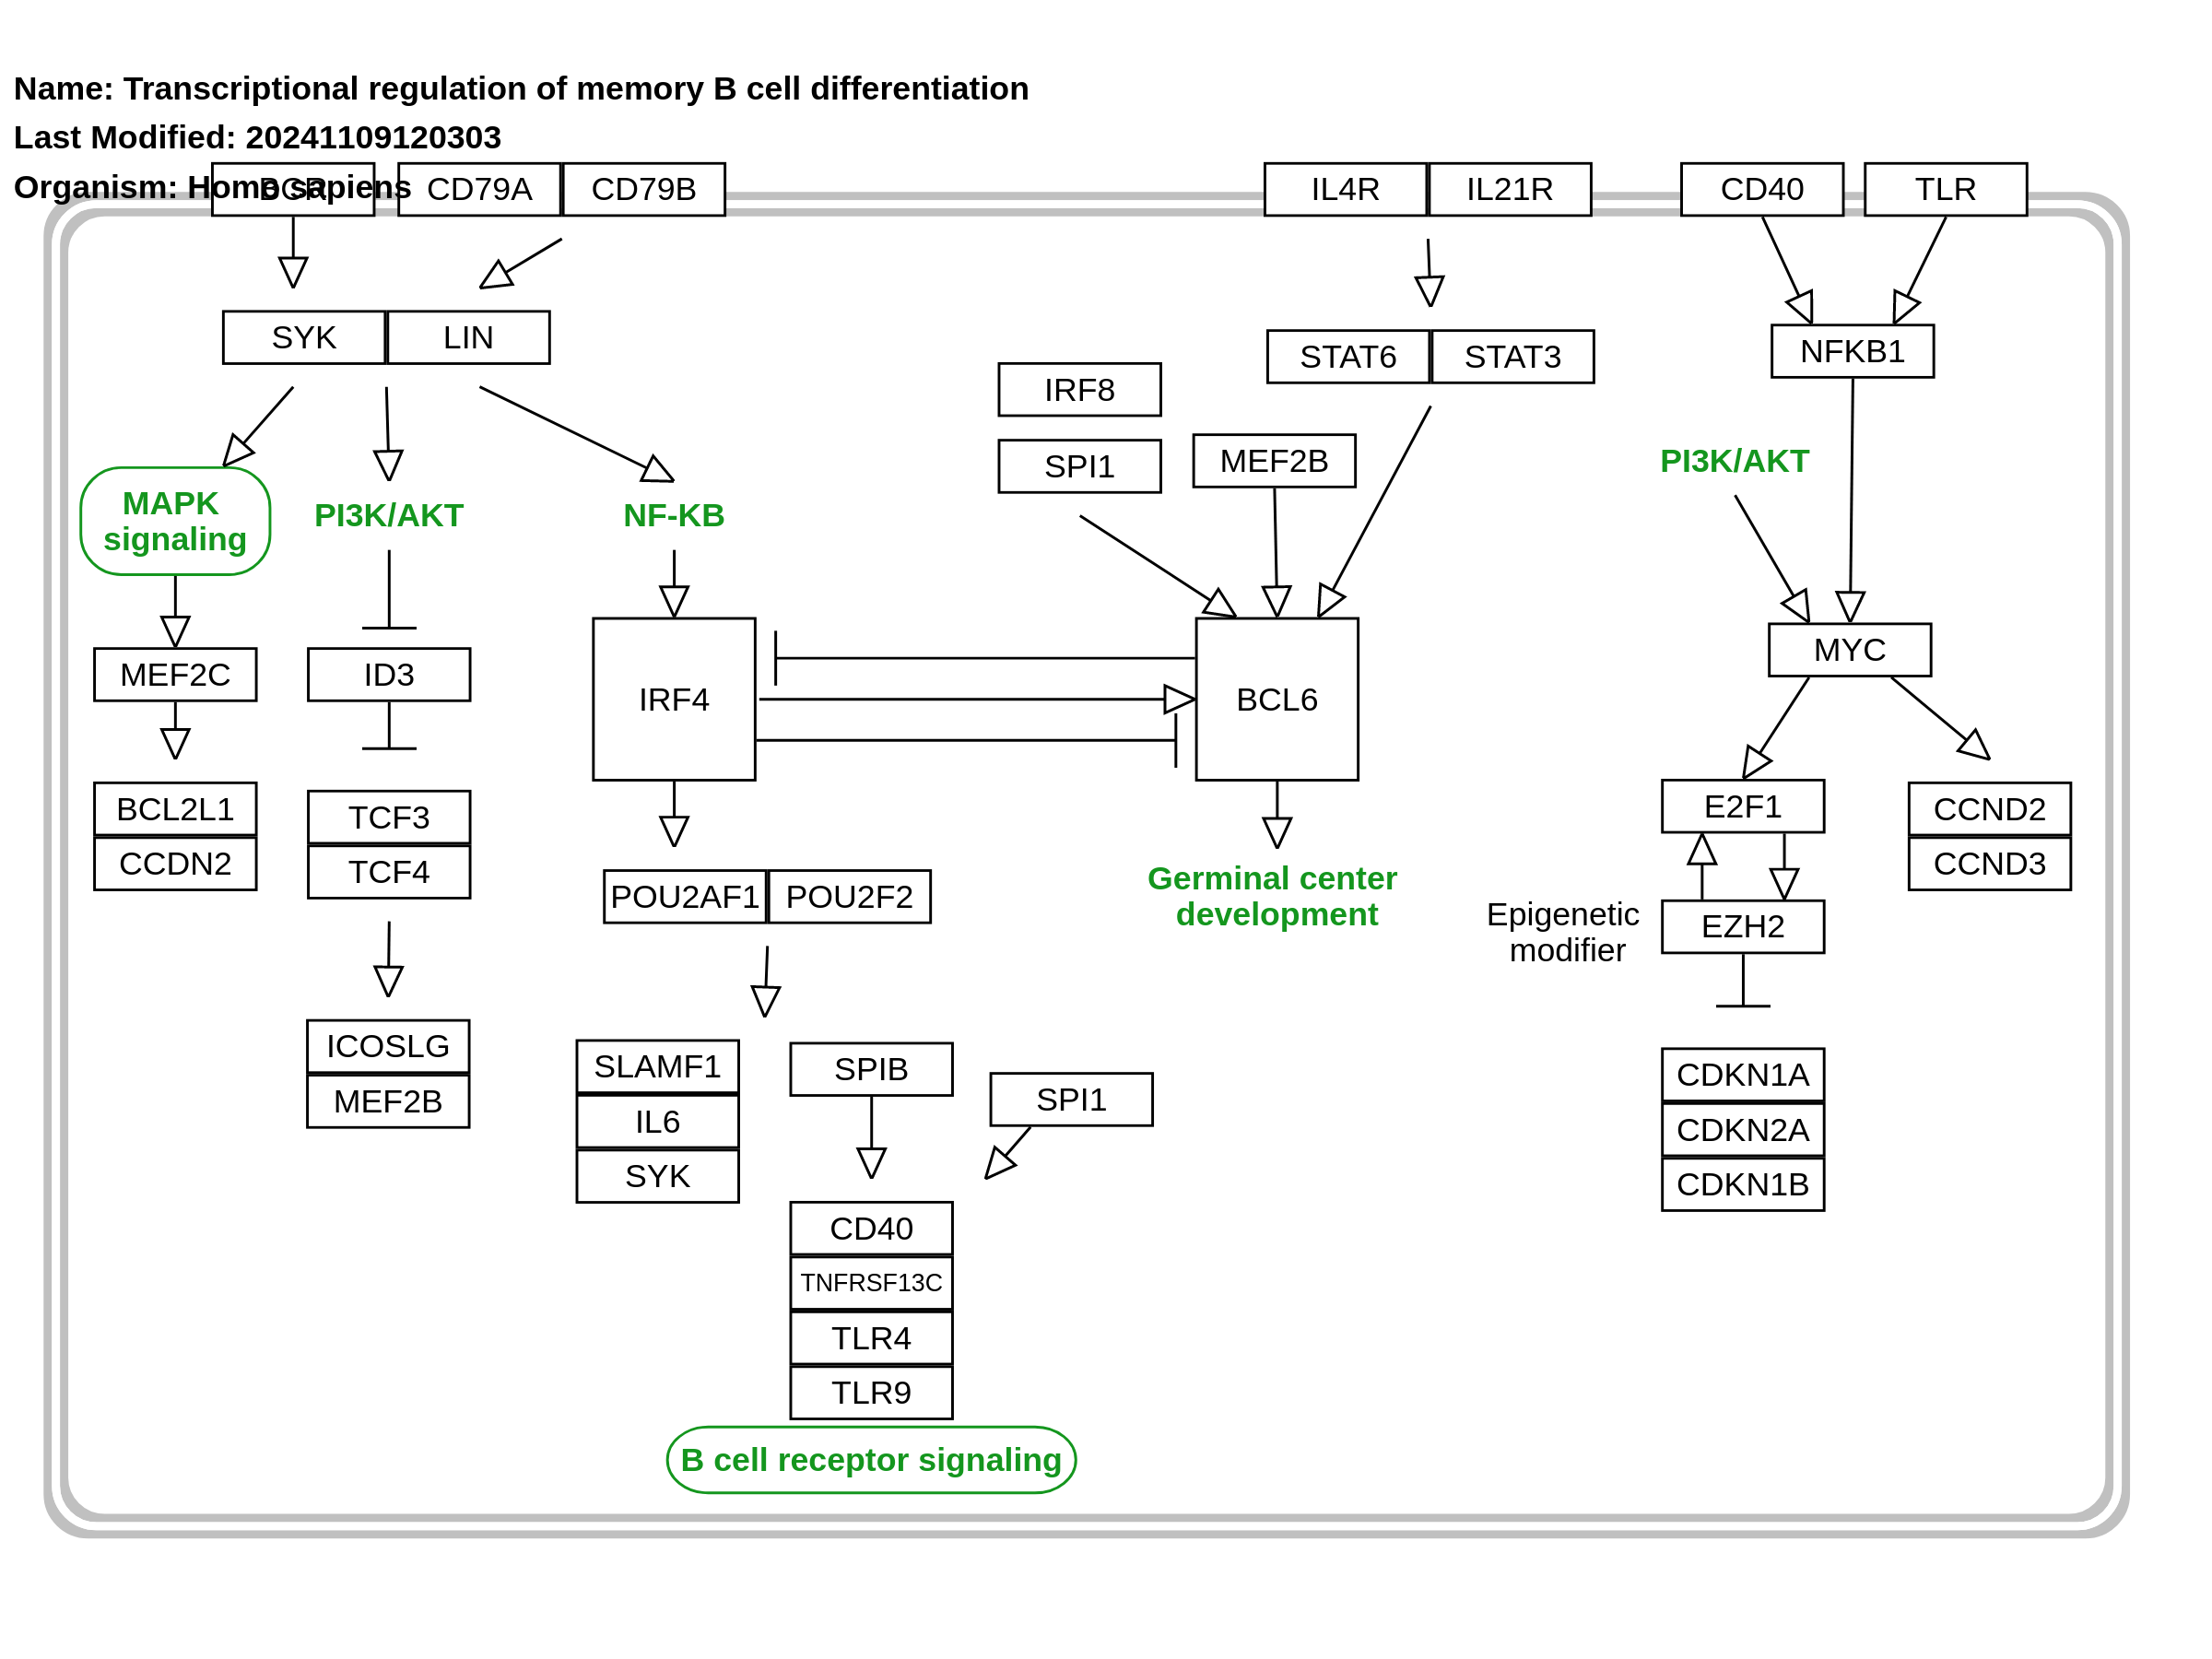 Name: Transcriptional regulation of memory B cell differentiation
Last Modified: 20241109120303
Organism: Homo sapiens
BCR
CD79A
CD79B
IL4R
IL21R
CD40
TLR
SYK
LIN
STAT6
STAT3
NFKB1
IRF8
SPI1
MEF2B
PI3K/AKT
MAPK
signaling
PI3K/AKT
NF-KB
MEF2C
ID3
IRF4
BCL6
MYC
BCL2L1
CCDN2
TCF3
TCF4
E2F1
CCND2
CCND3
POU2AF1
POU2F2
Germinal center
development
Epigenetic
modifier
EZH2
ICOSLG
MEF2B
SLAMF1
IL6
SYK
SPIB
SPI1
CDKN1A
CDKN2A
CDKN1B
CD40
TNFRSF13C
TLR4
TLR9
B cell receptor signaling